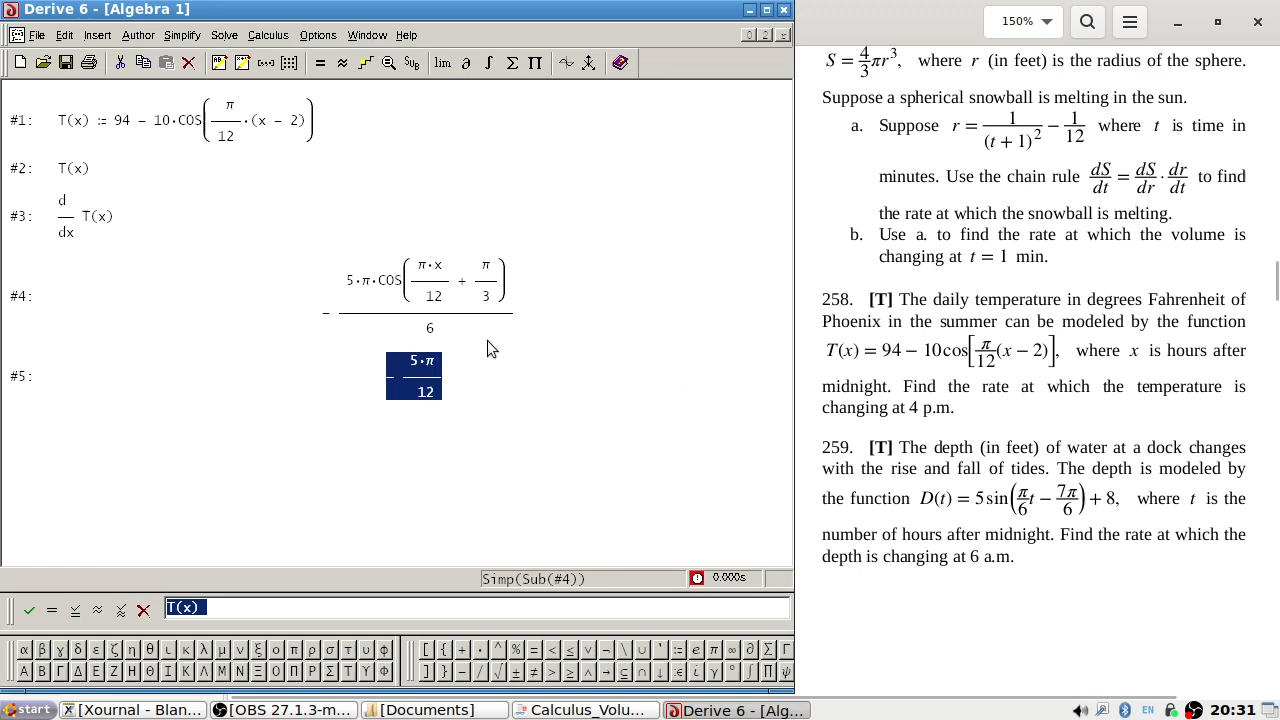 Derive 6 - [Algebra 1]
File Edit Insert Author Simplify Solve Calculus Options Window Help
= ≈ Sub lim ∂ ∫ Σ Π
#1: T(x) := 94 - 10·COS(π/12·(x - 2))
#2: T(x)
#3: d/dx T(x)
#4: - 5·π·COS(π·x/12 + π/3)/6
#5: - 5·π/12
Simp(Sub(#4)) 0.000s
T(x)
α β γ δ ε ζ η θ ι κ λ μ ν ξ ο π ρ σ τ υ φ
Α Β Γ Δ Ε Ζ Η Θ Ι Κ Λ Μ Ν Ξ Ο Π Ρ Σ Τ Υ Φ
150%
S = 4/3 πr³, where r (in feet) is the radius of the sphere.
Suppose a spherical snowball is melting in the sun.
a. Suppose r = 1/(t + 1)² − 1/12 where t is time in
minutes. Use the chain rule dS/dt = dS/dr · dr/dt to find
the rate at which the snowball is melting.
b. Use a. to find the rate at which the volume is
changing at t = 1 min.
258. [T] The daily temperature in degrees Fahrenheit of
Phoenix in the summer can be modeled by the function
T(x) = 94 − 10cos[π/12(x − 2)], where x is hours after
midnight. Find the rate at which the temperature is
changing at 4 p.m.
259. [T] The depth (in feet) of water at a dock changes
with the rise and fall of tides. The depth is modeled by
the function D(t) = 5sin(π/6 t − 7π/6) + 8, where t is the
number of hours after midnight. Find the rate at which the
depth is changing at 6 a.m.
start [Xournal - Blan... [OBS 27.1.3-m... [Documents] Calculus_Volu... Derive 6 - [Alg... EN 20:31